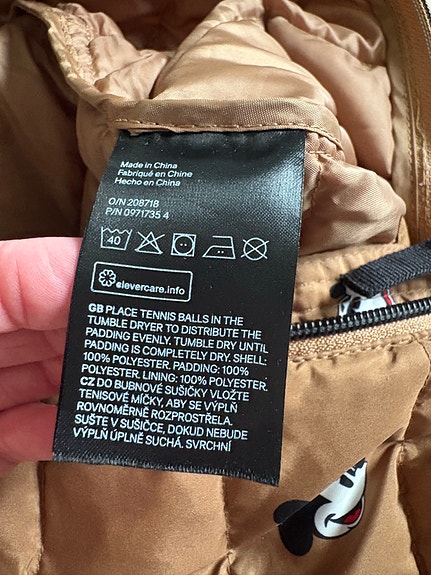 Made in China
Fabriqué en Chine
Hecho en China
O/N 208718
P/N 0971735 4
40
clevercare.info
GB PLACE TENNIS BALLS IN THE
TUMBLE DRYER TO DISTRIBUTE THE
PADDING EVENLY. TUMBLE DRY UNTIL
PADDING IS COMPLETELY DRY. SHELL:
100% POLYESTER. PADDING: 100%
POLYESTER. LINING: 100% POLYESTER.
CZ DO BUBNOVÉ SUŠIČKY VLOŽTE
TENISOVÉ MÍČKY, ABY SE VÝPLŇ
ROVNOMĚRNĚ ROZPROSTŘELA.
SUŠTE V SUŠIČCE, DOKUD NEBUDE
VÝPLŇ ÚPLNĚ SUCHÁ. SVRCHNÍ